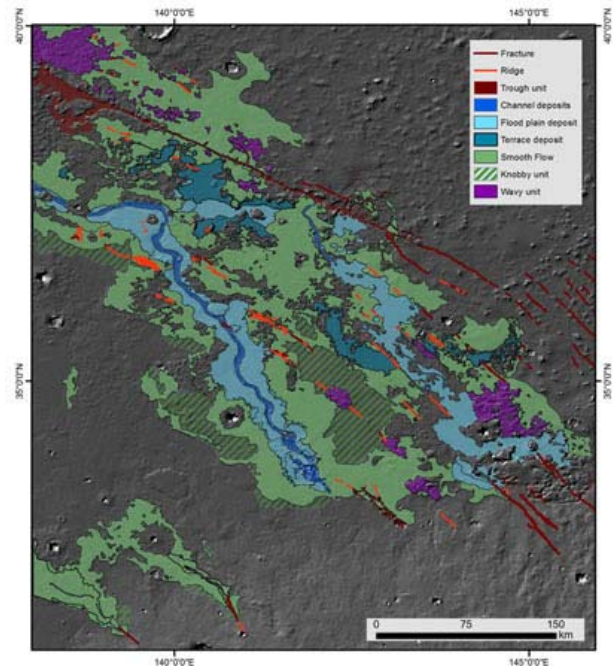 140°0'0"E 145°0'0"E
40°0'0"N 40°0'0"N
Fracture
Ridge
Trough unit
Channel deposits
Flood plain deposit
Terrace deposit
Smooth Flow
Knobby unit
Wavy unit
35°0'0"N 35°0'0"N
0 75 150
km
140°0'0"E 145°0'0"E